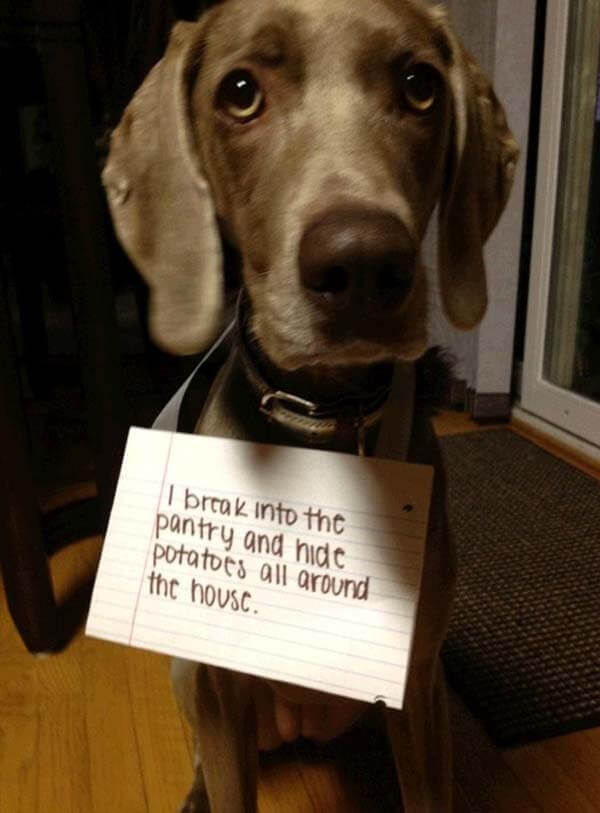 I break into the
pantry and hide
potatoes all around
the house.